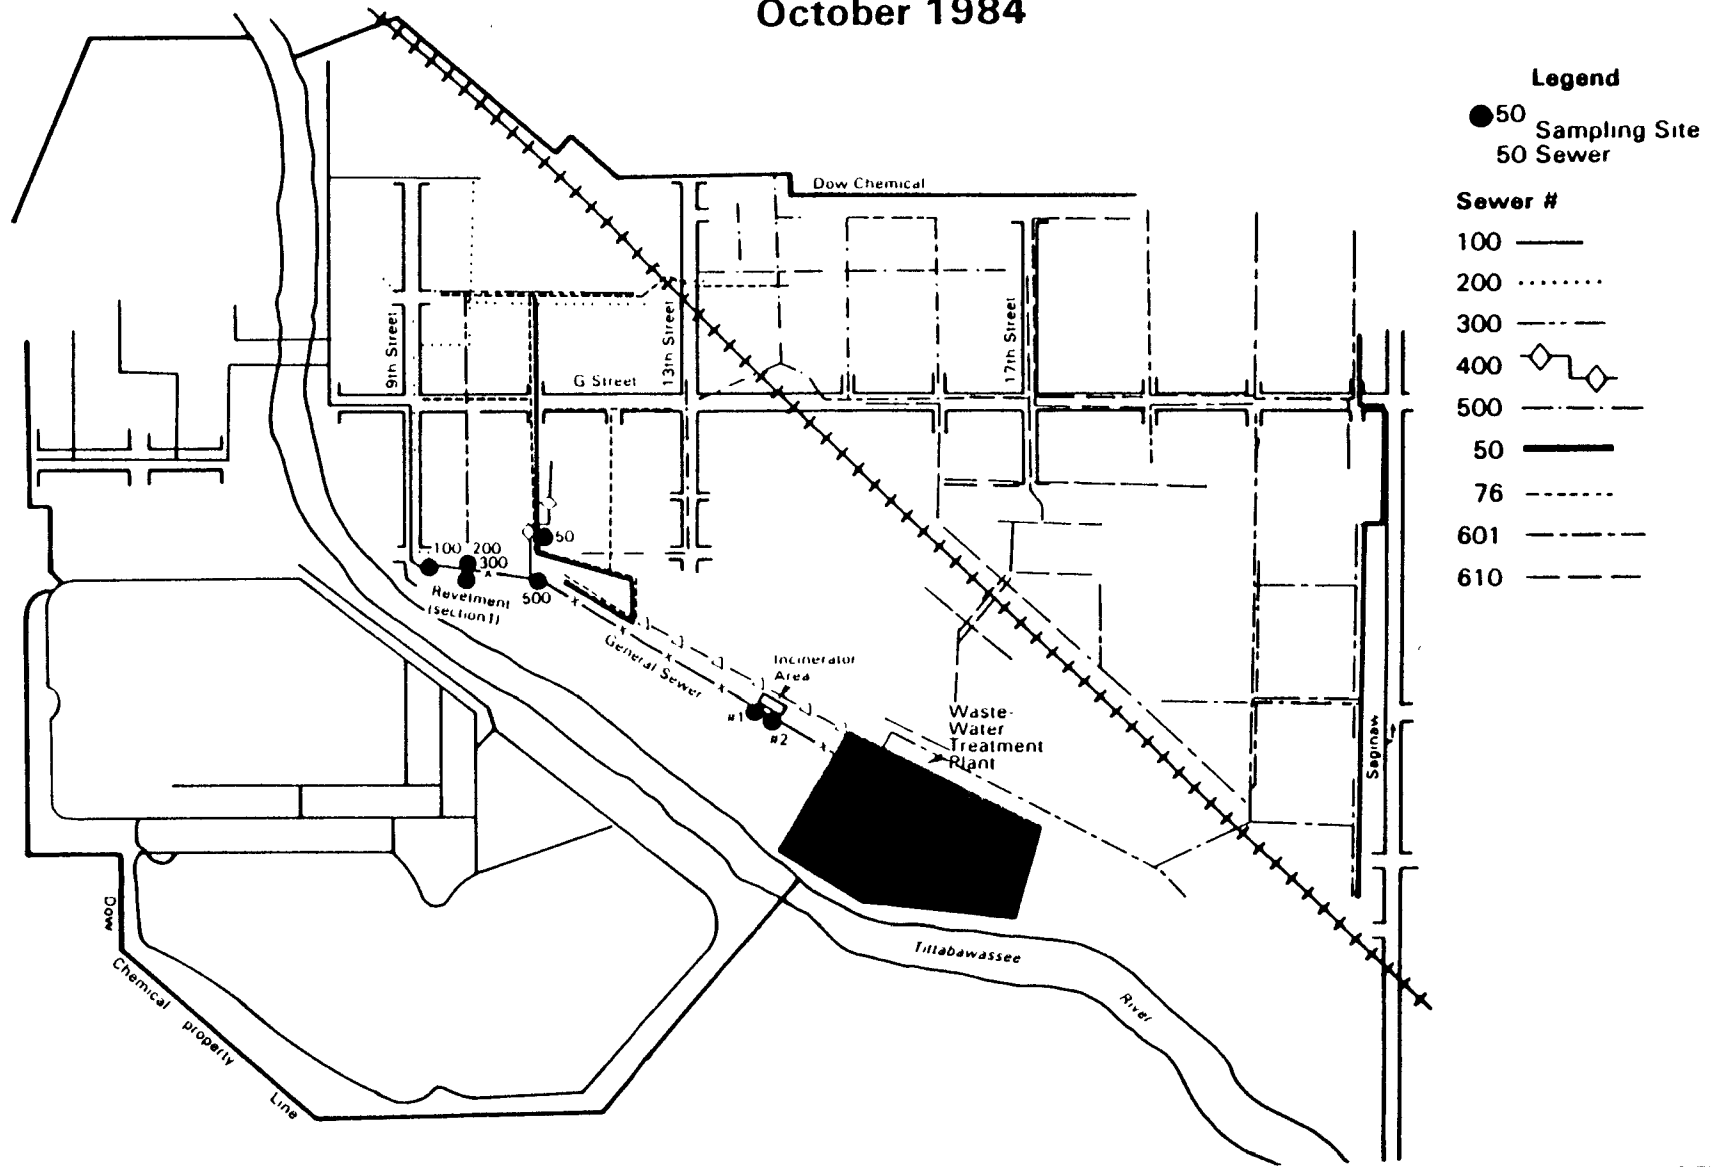 October 1984
Legend
50
Sampling Site
50 Sewer
Sewer #
100
200
300
400
500
50
76
601
610
Dow Chemical
9th Street
13th Street
17th Street
G Street
100
200
300
50
500
Revetment
(section 1)
General Sewer
Incinerator
Area
#1
#2
Waste-
Water
Treatment
Plant
Saginaw
Tittabawassee
River
Dow
Chemical property
Line